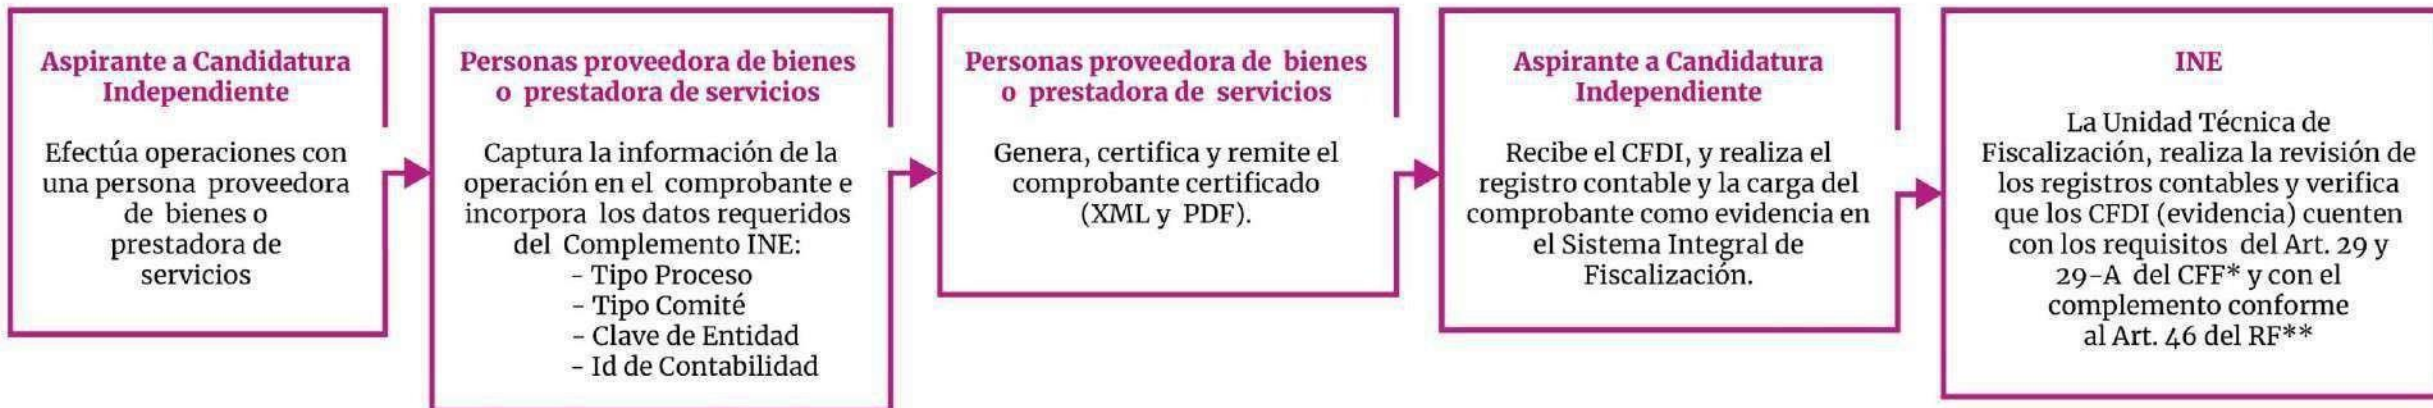 Aspirante a Candidatura
Independiente
Efectúa operaciones con
una persona proveedora
de bienes o
prestadora de
servicios
Personas proveedora de bienes
o prestadora de servicios
Captura la información de la
operación en el comprobante e
incorpora los datos requeridos
del Complemento INE:
- Tipo Proceso
- Tipo Comité
- Clave de Entidad
- Id de Contabilidad
Personas proveedora de bienes
o prestadora de servicios
Genera, certifica y remite el
comprobante certificado
(XML y PDF).
Aspirante a Candidatura
Independiente
Recibe el CFDI, y realiza el
registro contable y la carga del
comprobante como evidencia en
el Sistema Integral de
Fiscalización.
INE
La Unidad Técnica de
Fiscalización, realiza la revisión de
los registros contables y verifica
que los CFDI (evidencia) cuenten
con los requisitos del Art. 29 y
29-A del CFF* y con el
complemento conforme
al Art. 46 del RF**